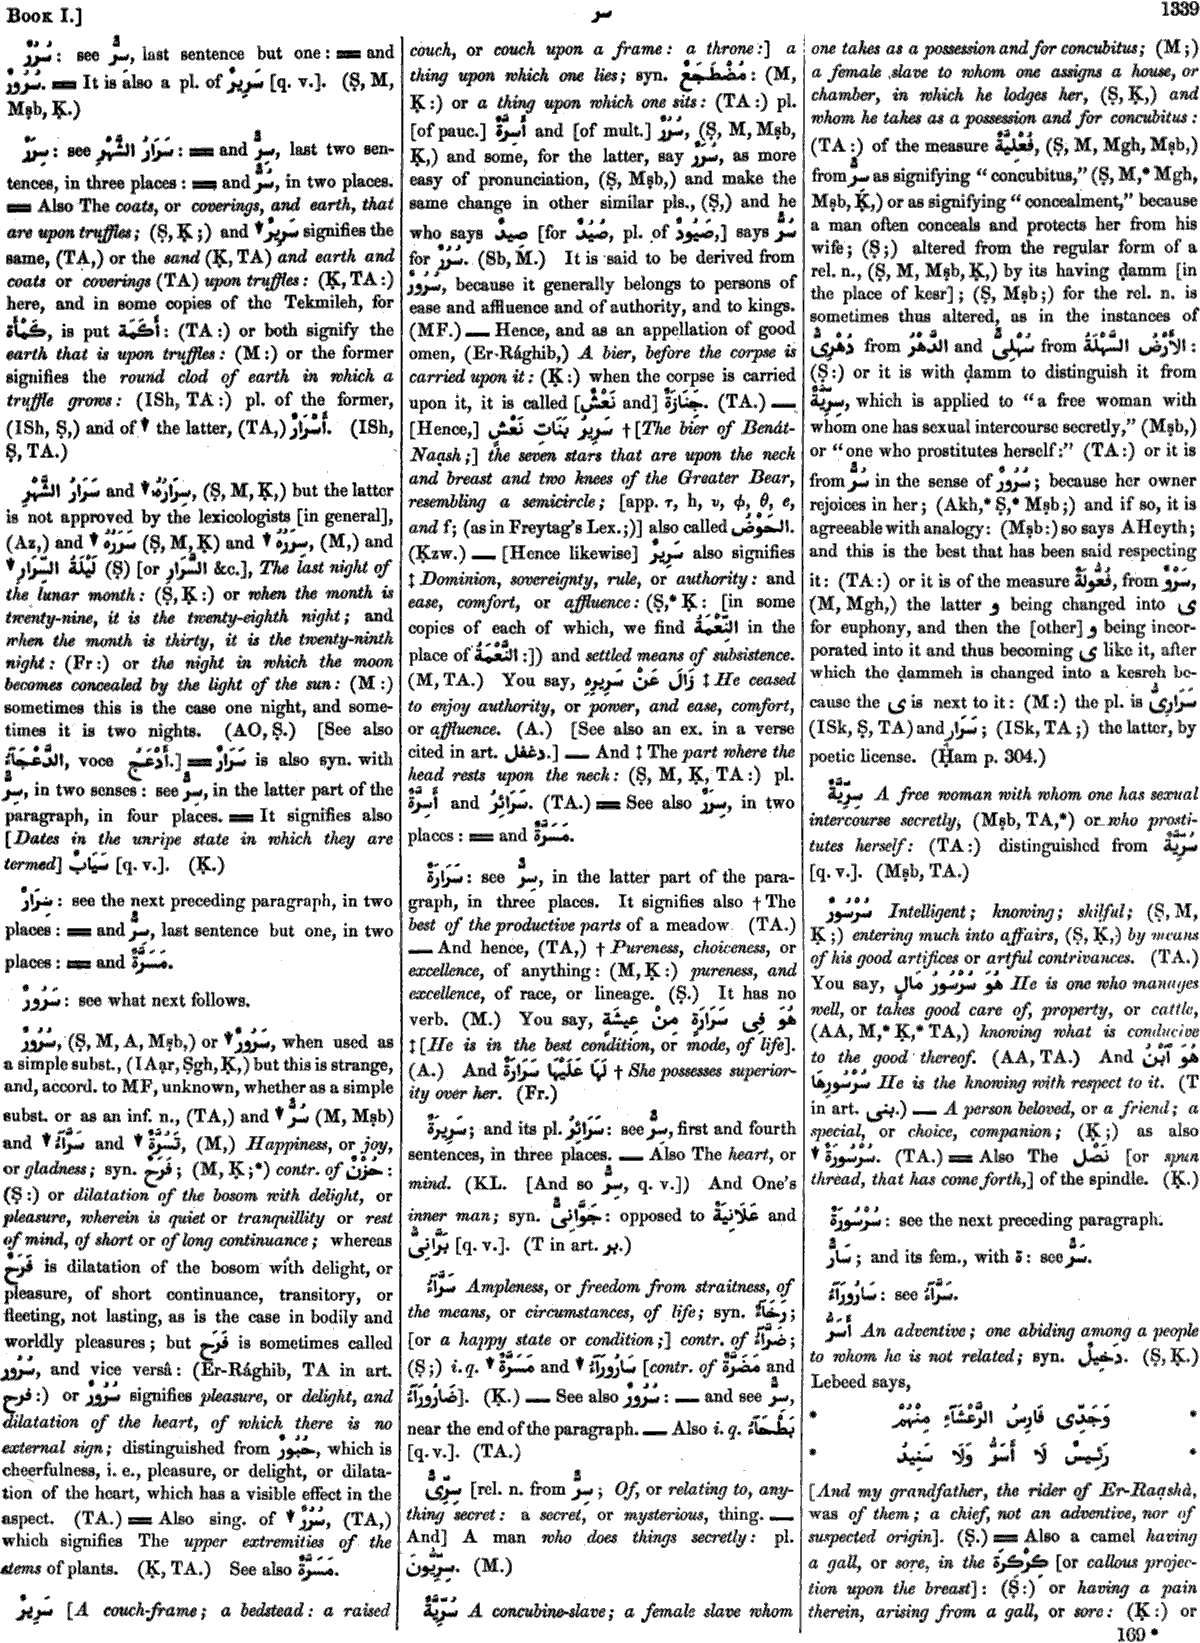 BOOK I.]
سر
1339
سُرَرٌ : see سِرٌّ, last sentence but one : ▬ and
سُرُورٌ. ▬ It is also a pl. of سَرِيرٌ [q. v.]. (Ṣ, M,
Mṣb, Ḳ.)
سِرَرٌ : see سَرَارُ الشَّهْرِ : ▬ and سِرٌّ, last two sen-
tences, in three places : ▬ and سُرٌّ, in two places.
▬ Also The coats, or coverings, and earth, that
are upon truffles; (Ṣ, Ḳ ;) and ▼ سَرِيرٌ signifies the
same, (TA,) or the sand (Ḳ, TA) and earth and
coats or coverings (TA) upon truffles : (Ḳ, TA :)
here, and in some copies of the Tekmileh, for
كَمْأَة, is put أَكَمَة : (TA :) or both signify the
earth that is upon truffles : (M :) or the former
signifies the round clod of earth in which a
truffle grows : (ISh, TA :) pl. of the former,
(ISh, Ṣ,) and of ▼ the latter, (TA,) أَسْرَارٌ. (ISh,
Ṣ, TA.)
سَرَارُ الشَّهْرِ and ▼ سِرَارُهُ, (Ṣ, M, Ḳ,) but the latter
is not approved by the lexicologists [in general],
(Az,) and ▼ سَرَرُهُ (Ṣ, M, Ḳ) and ▼ سِرَرُهُ, (M,) and
▼ لَيْلَةُ السِّرَارِ (Ṣ) [or السَّرَارِ &c.], The last night of
the lunar month : (Ṣ, Ḳ :) or when the month is
twenty-nine, it is the twenty-eighth night; and
when the month is thirty, it is the twenty-ninth
night : (Fr :) or the night in which the moon
becomes concealed by the light of the sun : (M :)
sometimes this is the case one night, and some-
times it is two nights. (AO, Ṣ.) [See also
الدَّعْجَآءُ, voce أَدْعَجُ.] ▬ سَرَارٌ is also syn. with
سِرٌّ, in two senses : see سِرٌّ, in the latter part of the
paragraph, in four places. ▬ It signifies also
[Dates in the unripe state in which they are
termed] سَيَابٌ [q. v.]. (Ḳ.)
سِرَارٌ : see the next preceding paragraph, in two
places : ▬ and سِرٌّ, last sentence but one, in two
places : ▬ and مَسَرَّةٌ.
سَرُورٌ : see what next follows.
سُرُورٌ, (Ṣ, M, A, Mṣb,) or ▼ سَرُورٌ, when used as
a simple subst., (IAạr, Ṣgh, Ḳ,) but this is strange,
and, accord. to MF, unknown, whether as a simple
subst. or as an inf. n., (TA,) and ▼ سُرٌّ (M, Mṣb)
and ▼ سَرَّآءُ and ▼ تَسُرَّةٌ, (M,) Happiness, or joy,
or gladness; syn. فَرَحٌ ; (M, Ḳ ;*) contr. of حُزْنٌ :
(Ṣ :) or dilatation of the bosom with delight, or
pleasure, wherein is quiet or tranquillity or rest
of mind, of short or of long continuance; whereas
فَرَحٌ is dilatation of the bosom with delight, or
pleasure, of short continuance, transitory, or
fleeting, not lasting, as is the case in bodily and
worldly pleasures; but فَرَحٌ is sometimes called
سُرُور, and vice versâ : (Er-Rághib, TA in art.
فرح :) or سُرُورٌ signifies pleasure, or delight, and
dilatation of the heart, of which there is no
external sign; distinguished from حُبُورٌ, which is
cheerfulness, i. e., pleasure, or delight, or dilata-
tion of the heart, which has a visible effect in the
aspect. (TA.) ▬ Also sing. of ▼ سُرُرٌ, (TA,)
which signifies The upper extremities of the
stems of plants. (Ḳ, TA.) See also مَسَرَّةٌ.
سَرِيرٌ [A couch-frame; a bedstead : a raised
couch, or couch upon a frame : a throne :] a
thing upon which one lies; syn. مُضْطَجَعٌ : (M,
Ḳ :) or a thing upon which one sits : (TA :) pl.
[of pauc.] أَسِرَّةٌ and [of mult.] سُرُرٌ, (Ṣ, M, Mṣb,
Ḳ,) and some, for the latter, say سُرَرٌ, as more
easy of pronunciation, (Ṣ, Mṣb,) and make the
same change in other similar pls., (Ṣ,) and he
who says صِيدٌ [for صُيُدٌ, pl. of صَيُودٌ,] says سُرٌّ
for سُرُرٌ. (Sb, M.) It is said to be derived from
سُرُورٌ, because it generally belongs to persons of
ease and affluence and of authority, and to kings.
(MF.) — Hence, and as an appellation of good
omen, (Er-Rághib,) A bier, before the corpse is
carried upon it : (Ḳ :) when the corpse is carried
upon it, it is called [نَعْشٌ and] جَنَازَةٌ. (TA.) —
[Hence,] سَرِيرُ بَنَاتِ نَعْشٍ † [The bier of Benát-
Naạsh;] the seven stars that are upon the neck
and breast and two knees of the Greater Bear,
resembling a semicircle; [app. τ, h, υ, φ, θ, e,
and f; (as in Freytag's Lex.;)] also called الحَوْضُ.
(Ḳzw.) — [Hence likewise] سَرِيرٌ also signifies
‡ Dominion, sovereignty, rule, or authority : and
ease, comfort, or affluence : (Ṣ,* Ḳ : [in some
copies of each of which, we find النِّعْمَةُ in the
place of النَّعْمَةُ :]) and settled means of subsistence.
(M, TA.) You say, زَالَ عَنْ سَرِيرِهِ ‡ He ceased
to enjoy authority, or power, and ease, comfort,
or affluence. (A.) [See also an ex. in a verse
cited in art. دغفل.] — And ‡ The part where the
head rests upon the neck : (Ṣ, M, Ḳ, TA :) pl.
أَسِرَّةٌ and سَرَائِرُ. (TA.) ▬ See also سِرَرٌ, in two
places : ▬ and مَسَرَّةٌ.
سَرَارَةٌ : see سِرٌّ, in the latter part of the para-
graph, in three places. It signifies also † The
best of the productive parts of a meadow. (TA.)
— And hence, (TA,) † Pureness, choiceness, or
excellence, of anything : (M, Ḳ :) pureness, and
excellence, of race, or lineage. (Ṣ.) It has no
verb. (M.) You say, هُوَ فِى سَرَارَةٍ مِنْ عِيشَةٍ
‡ [He is in the best condition, or mode, of life].
(A.) And لَهَا عَلَيْهَا سَرَارَةٌ † She possesses superior-
ity over her. (Fr.)
سَرِيرَةٌ ; and its pl. سَرَائِرُ : see سِرٌّ, first and fourth
sentences, in three places. — Also The heart, or
mind. (KL. [And so سِرٌّ, q. v.]) And One's
inner man; syn. جَوَّانِىٌّ : opposed to عَلَانِيَةٌ and
بَرَّانِىٌّ [q. v.]. (T in art. بر.)
سَرَّآءُ Ampleness, or freedom from straitness, of
the means, or circumstances, of life; syn. رَخَآءٌ ;
[or a happy state or condition;] contr. of ضَرَّآءُ ;
(Ṣ;) i. q. ▼ مَسَرَّةٌ and ▼ سَارُورَآءُ [contr. of مَضَرَّةٌ and
ضَارُورَآءُ]. (Ḳ.) — See also سُرُورٌ : — and see سِرٌّ,
near the end of the paragraph. — Also i. q. بَطْحَآءُ
[q. v.]. (TA.)
سِرِّىٌّ [rel. n. from سِرٌّ ; Of, or relating to, any-
thing secret : a secret, or mysterious, thing. —
And] A man who does things secretly : pl.
سِرِّيُّونَ. (M.)
سُرِّيَّةٌ A concubine-slave; a female slave whom
one takes as a possession and for concubitus; (M;)
a female slave to whom one assigns a house, or
chamber, in which he lodges her, (Ṣ, Ḳ,) and
whom he takes as a possession and for concubitus :
(TA :) of the measure فُعْلِيَّةٌ, (Ṣ, M, Mgh, Mṣb,)
from سِرٌّ as signifying "concubitus," (Ṣ, M,* Mgh,
Mṣb, Ḳ,) or as signifying "concealment," because
a man often conceals and protects her from his
wife; (Ṣ;) altered from the regular form of a
rel. n., (Ṣ, M, Mṣb, Ḳ,) by its having ḍamm [in
the place of kesr]; (Ṣ, Mṣb;) for the rel. n. is
sometimes thus altered, as in the instances of
دُهْرِىٌّ from الدَّهْرُ and سُهْلِىٌّ from الأَرْضُ السَّهْلَةُ :
(Ṣ :) or it is with ḍamm to distinguish it from
سِرِّيَّةٌ, which is applied to "a free woman with
whom one has sexual intercourse secretly," (Mṣb,)
or "one who prostitutes herself :" (TA :) or it is
from سُرٌّ in the sense of سُرُورٌ ; because her owner
rejoices in her; (Akh,* Ṣ,* Mṣb;) and if so, it is
agreeable with analogy : (Mṣb :) so says AHeyth;
and this is the best that has been said respecting
it : (TA :) or it is of the measure فُعُّولَةٌ, from سَرْوٌ,
(M, Mgh,) the latter و being changed into ى
for euphony, and then the [other] و being incor-
porated into it and thus becoming ى like it, after
which the ḍammeh is changed into a kesreh be-
cause the ى is next to it : (M :) the pl. is سَرَارِىُّ
(ISk, Ṣ, TA) and سَرَارٍ ; (ISk, TA ;) the latter, by
poetic license. (Ḥam p. 304.)
سِرِّيَّةٌ A free woman with whom one has sexual
intercourse secretly, (Mṣb, TA,*) or who prosti-
tutes herself : (TA :) distinguished from سُرِّيَّةٌ
[q. v.]. (Mṣb, TA.)
سُرْسُورٌ Intelligent; knowing; skilful; (Ṣ, M,
Ḳ ;) entering much into affairs, (Ṣ, Ḳ,) by means
of his good artifices or artful contrivances. (TA.)
You say, هُوَ سُرْسُورُ مَالٍ He is one who manages
well, or takes good care of, property, or cattle,
(AA, M,* Ḳ,* TA,) knowing what is conducive
to the good thereof. (AA, TA.) And هُوَ ٱبْنُ
سُرْسُورِهَا He is the knowing with respect to it. (T
in art. بنى.) — A person beloved, or a friend; a
special, or choice, companion; (Ḳ;) as also
▼ سُرْسُورَةٌ. (TA.) ▬ Also The نَصْل [or spun
thread, that has come forth,] of the spindle. (Ḳ.)
سُرْسُورَةٌ : see the next preceding paragraph.
سَارٌّ ; and its fem., with ة : see سَرٌّ.
سَارُورَآءُ : see سَرَّآءُ.
أَسَرُّ An adventive; one abiding among a people
to whom he is not related; syn. دَخِيلٌ. (Ṣ, Ḳ.)
Lebeed says,
* وَجَدِّى فَارِسُ الرَّعْشَآءِ مِنْهُمْ *
* رَئِيسٌ لَا أَسَرُّ وَلَا سَنِيدُ *
[And my grandfather, the rider of Er-Raạshà,
was of them; a chief, not an adventive, nor of
suspected origin]. (Ṣ.) ▬ Also a camel having
a gall, or sore, in the كِرْكِرَة [or callous projec-
tion upon the breast] : (Ṣ :) or having a pain
therein, arising from a gall, or sore : (Ḳ :) or
169 *